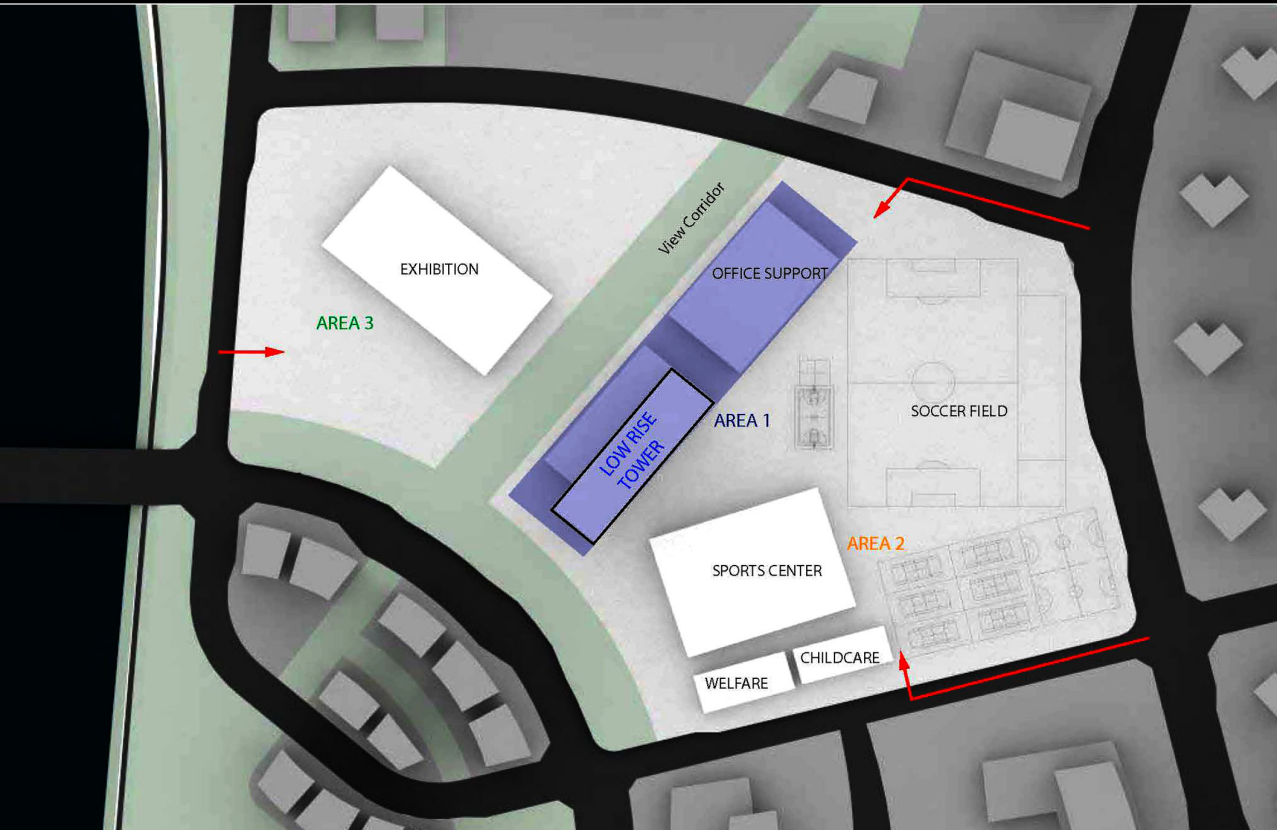 View Corridor
EXHIBITION
OFFICE SUPPORT
AREA 3
AREA 1
SOCCER FIELD
LOW RISE
TOWER
AREA 2
SPORTS CENTER
CHILDCARE
WELFARE